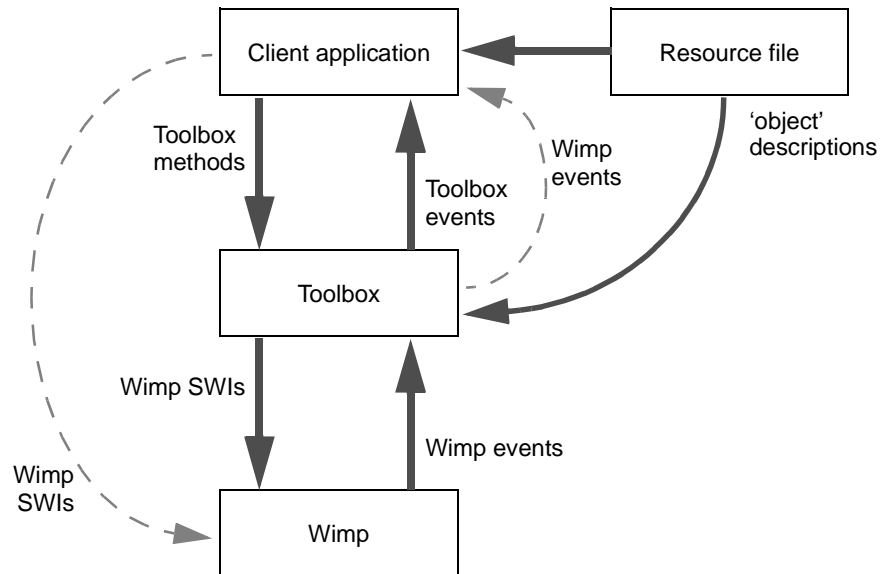 Client application
Resource file
Toolbox
methods
Toolbox
events
Wimp
events
‘object’
descriptions
Toolbox
Wimp SWIs
Wimp events
Wimp
SWIs
Wimp